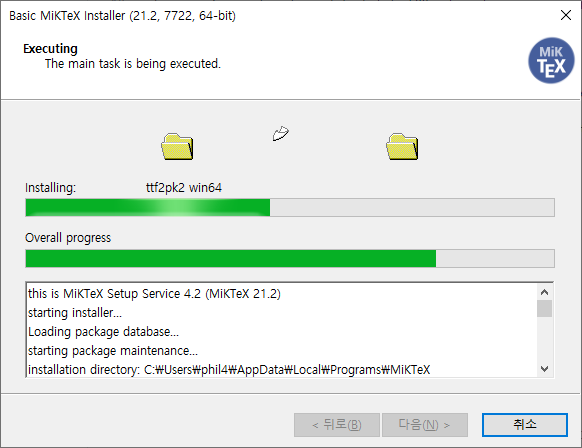 Basic MiKTeX Installer (21.2, 7722, 64-bit)
Executing
The main task is being executed.
MiK
TEX
Installing: ttf2pk2 win64
Overall progress
this is MiKTeX Setup Service 4.2 (MiKTeX 21.2)
starting installer...
Loading package database...
starting package maintenance...
installation directory: C:₩Users₩phil4₩AppData₩Local₩Programs₩MiKTeX
< 뒤로(B)
다음(N) >
취소